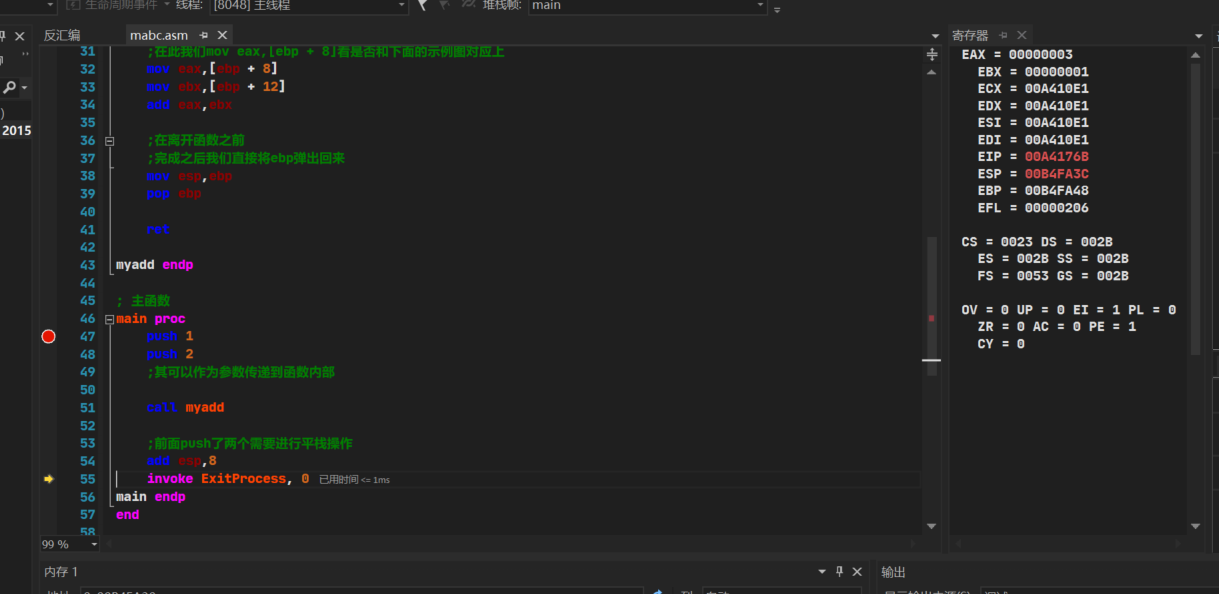 生命周期事件 线程: [8048] 主线程 堆栈帧: main
反汇编 mabc.asm 寄存器
2015
31 ;在此我们mov eax,[ebp + 8]看是否和下面的示例图对应上
32 mov eax,[ebp + 8]
33 mov ebx,[ebp + 12]
34 add eax,ebx
35
36 ;在离开函数之前
37 ;完成之后我们直接将ebp弹出回来
38 mov esp,ebp
39 pop ebp
40
41 ret
42
43 myadd endp
44
45 ; 主函数
46 main proc
47 push 1
48 push 2
49 ;其可以作为参数传递到函数内部
50
51 call myadd
52
53 ;前面push了两个需要进行平栈操作
54 add esp,8
55 invoke ExitProcess, 0 已用时间 <= 1ms
56 main endp
57 end
58
99 %
EAX = 00000003
EBX = 00000001
ECX = 00A410E1
EDX = 00A410E1
ESI = 00A410E1
EDI = 00A410E1
EIP = 00A4176B
ESP = 00B4FA3C
EBP = 00B4FA48
EFL = 00000206
CS = 0023 DS = 002B
ES = 002B SS = 002B
FS = 0053 GS = 002B
OV = 0 UP = 0 EI = 1 PL = 0
ZR = 0 AC = 0 PE = 1
CY = 0
内存 1 输出